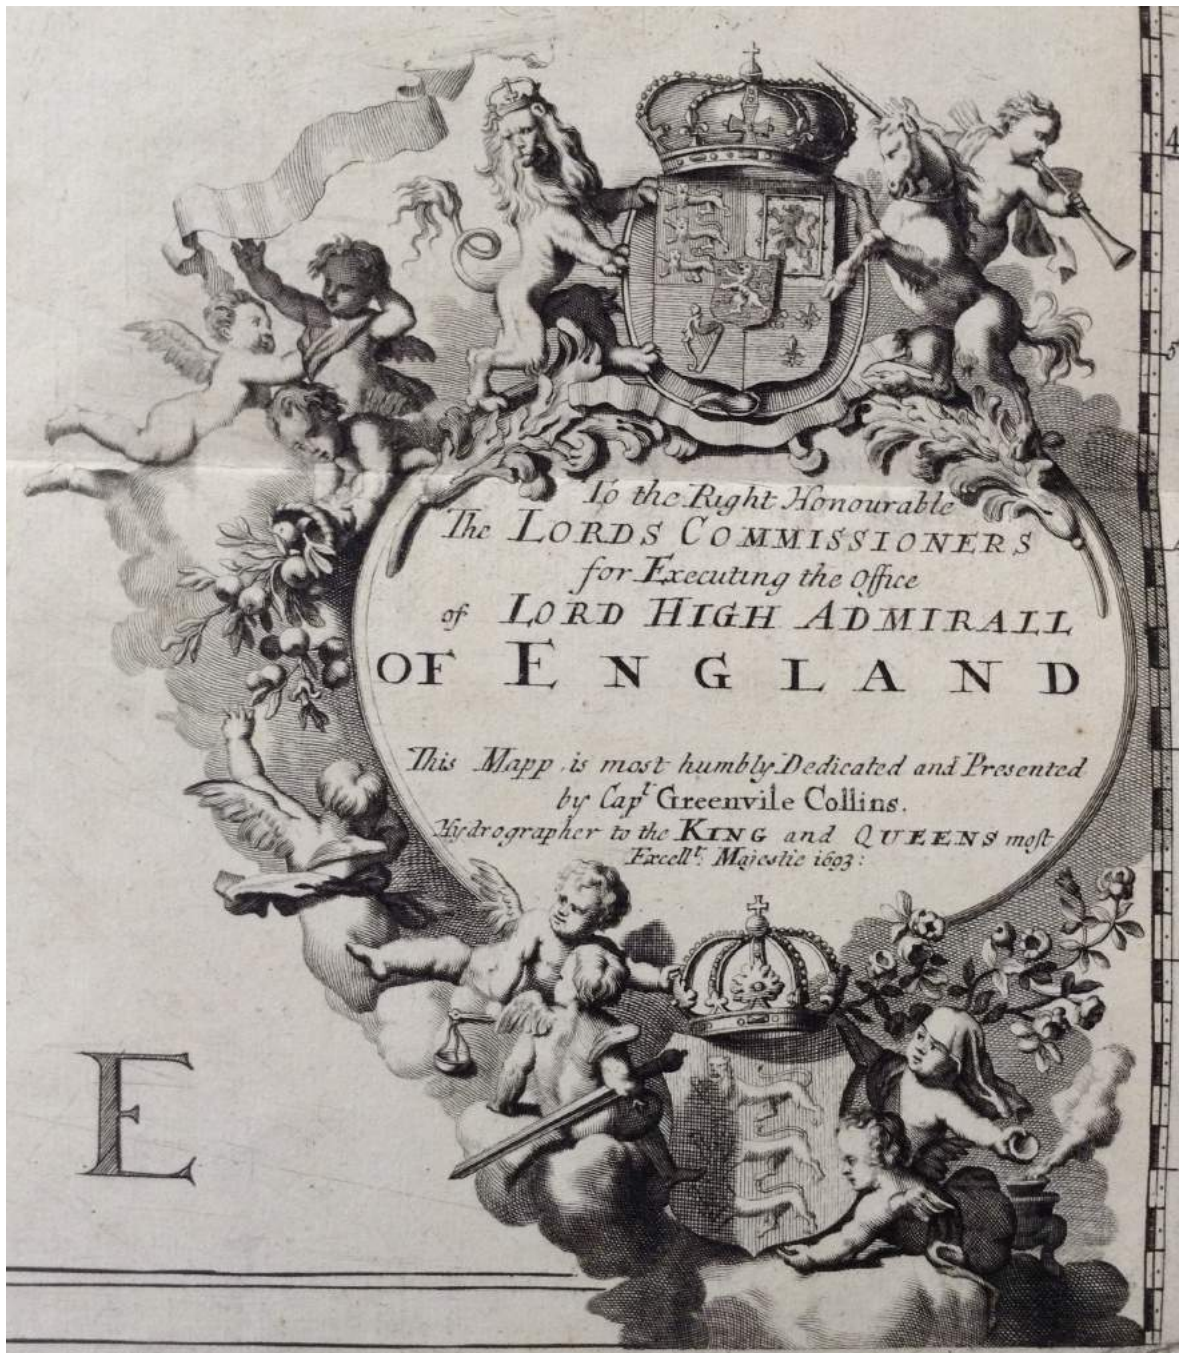 To the Right Honourable
The LORDS COMMISSIONERS
for Executing the Office
of LORD HIGH ADMIRALL
OF ENGLAND
This Mapp is most humbly Dedicated and Presented
by Capt Greenvile Collins.
Hydrographer to the KING and QUEENS most
Excellt. Majestie 1693:
E
4
5